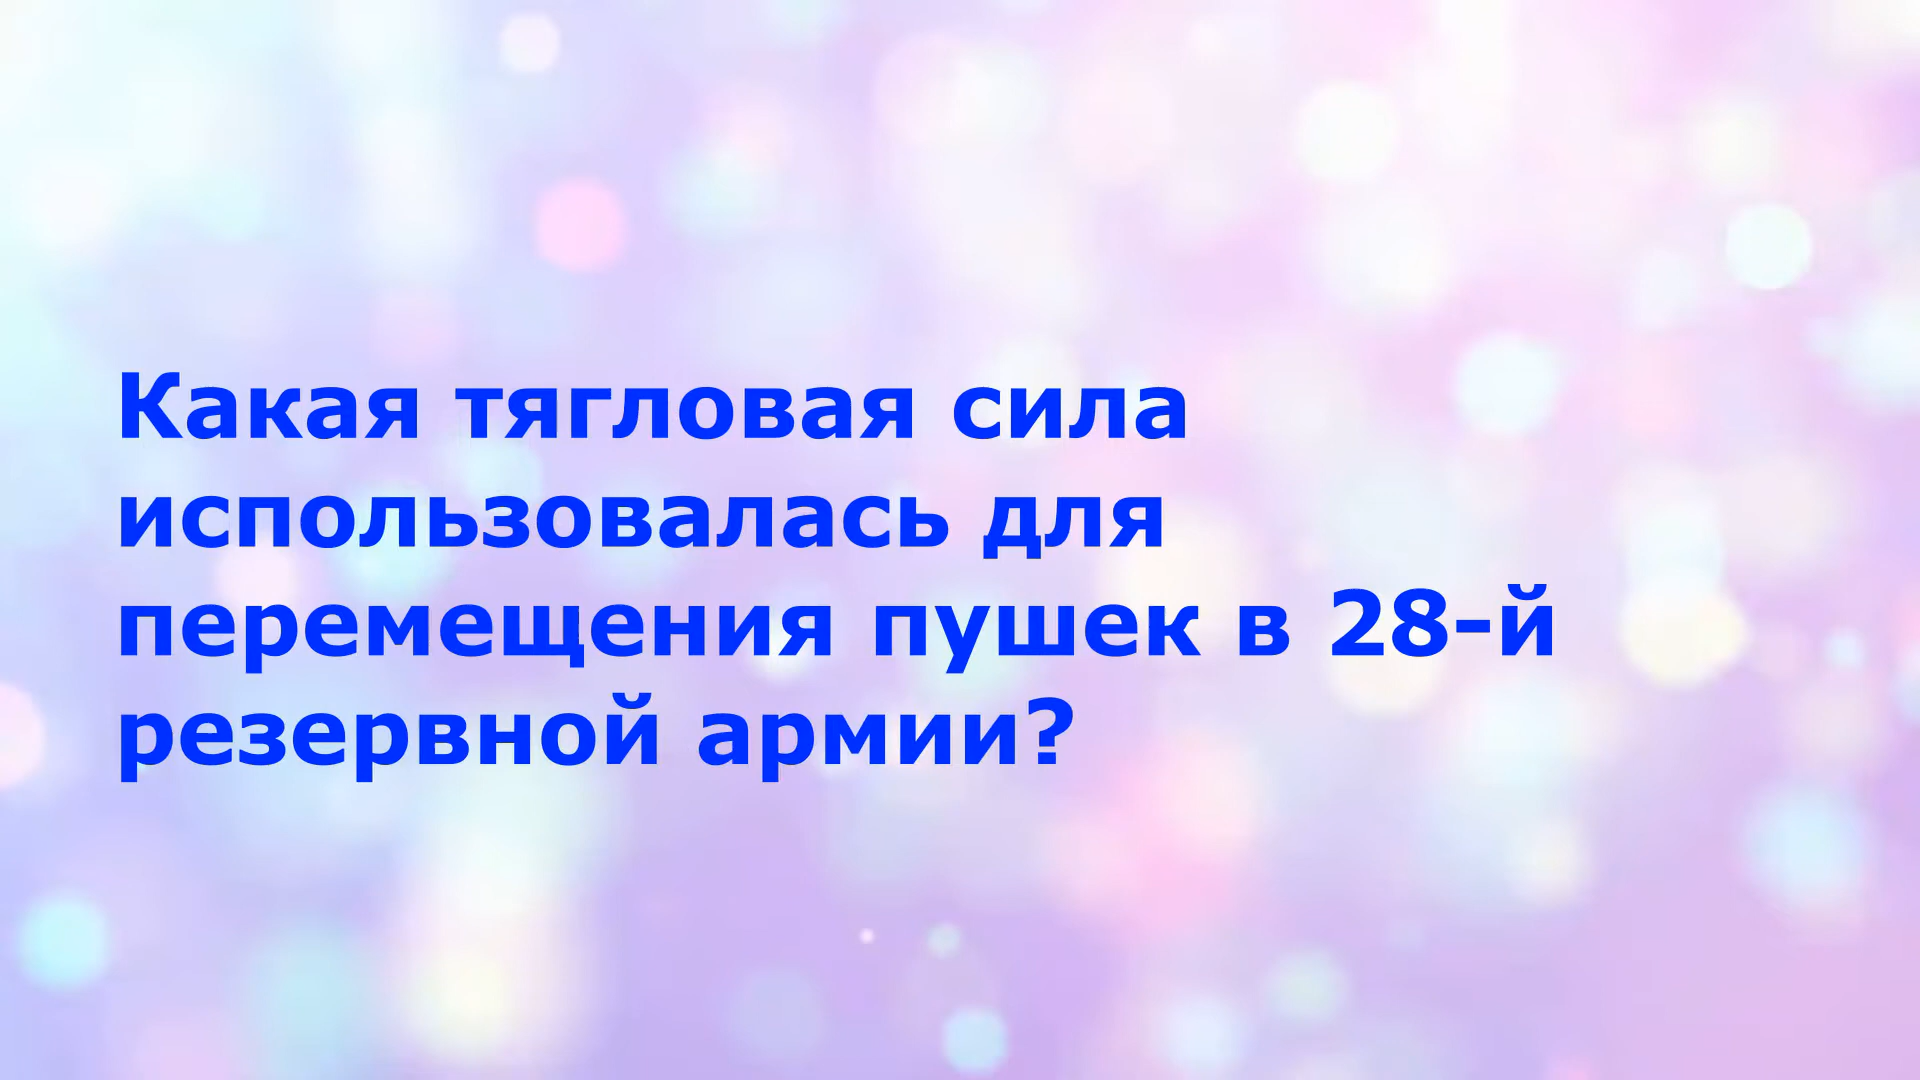 Какая тягловая сила
использовалась для
перемещения пушек в 28-й
резервной армии?